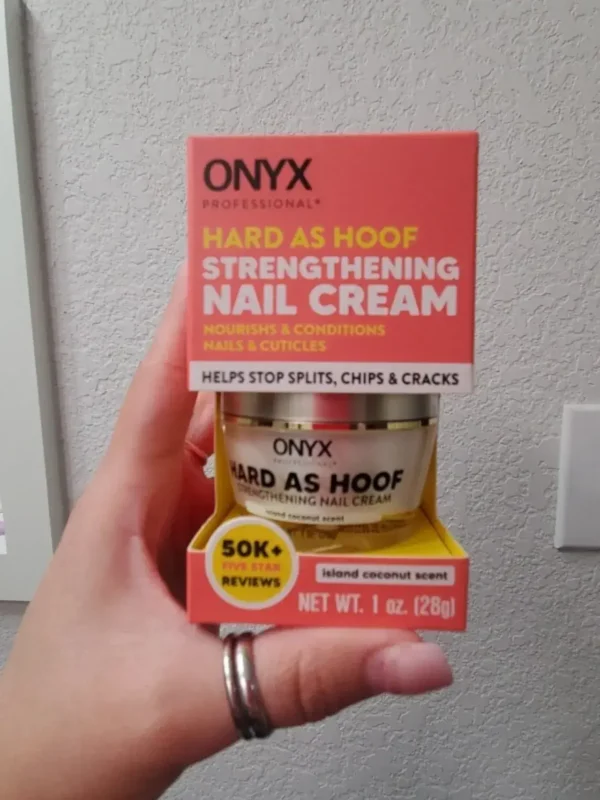 ONYX
PROFESSIONAL®
HARD AS HOOF
STRENGTHENING
NAIL CREAM
NOURISHS & CONDITIONS
NAILS & CUTICLES
HELPS STOP SPLITS, CHIPS & CRACKS
ONYX
PROFESSIONAL®
HARD AS HOOF
STRENGTHENING NAIL CREAM
island coconut scent
50K+
FIVE STAR
REVIEWS
island coconut scent
NET WT. 1 oz. (28g)